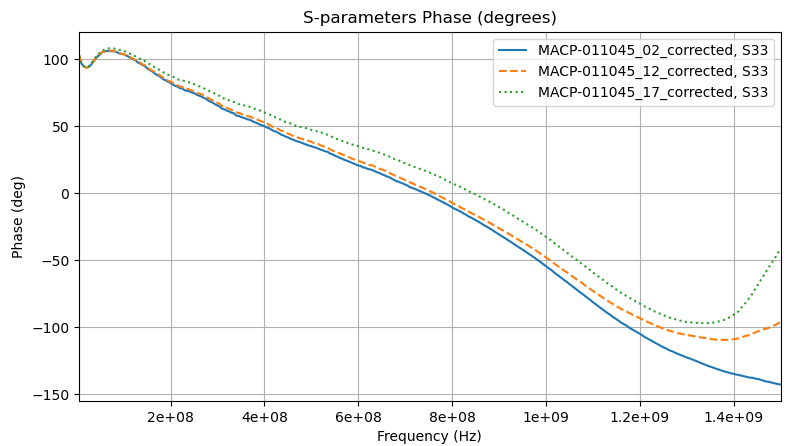 S-parameters Phase (degrees)
MACP-011045_02_corrected, S33
MACP-011045_12_corrected, S33
MACP-011045_17_corrected, S33
Phase (deg)
100
50
0
−50
−100
−150
2e+08
4e+08
6e+08
8e+08
1e+09
1.2e+09
1.4e+09
Frequency (Hz)